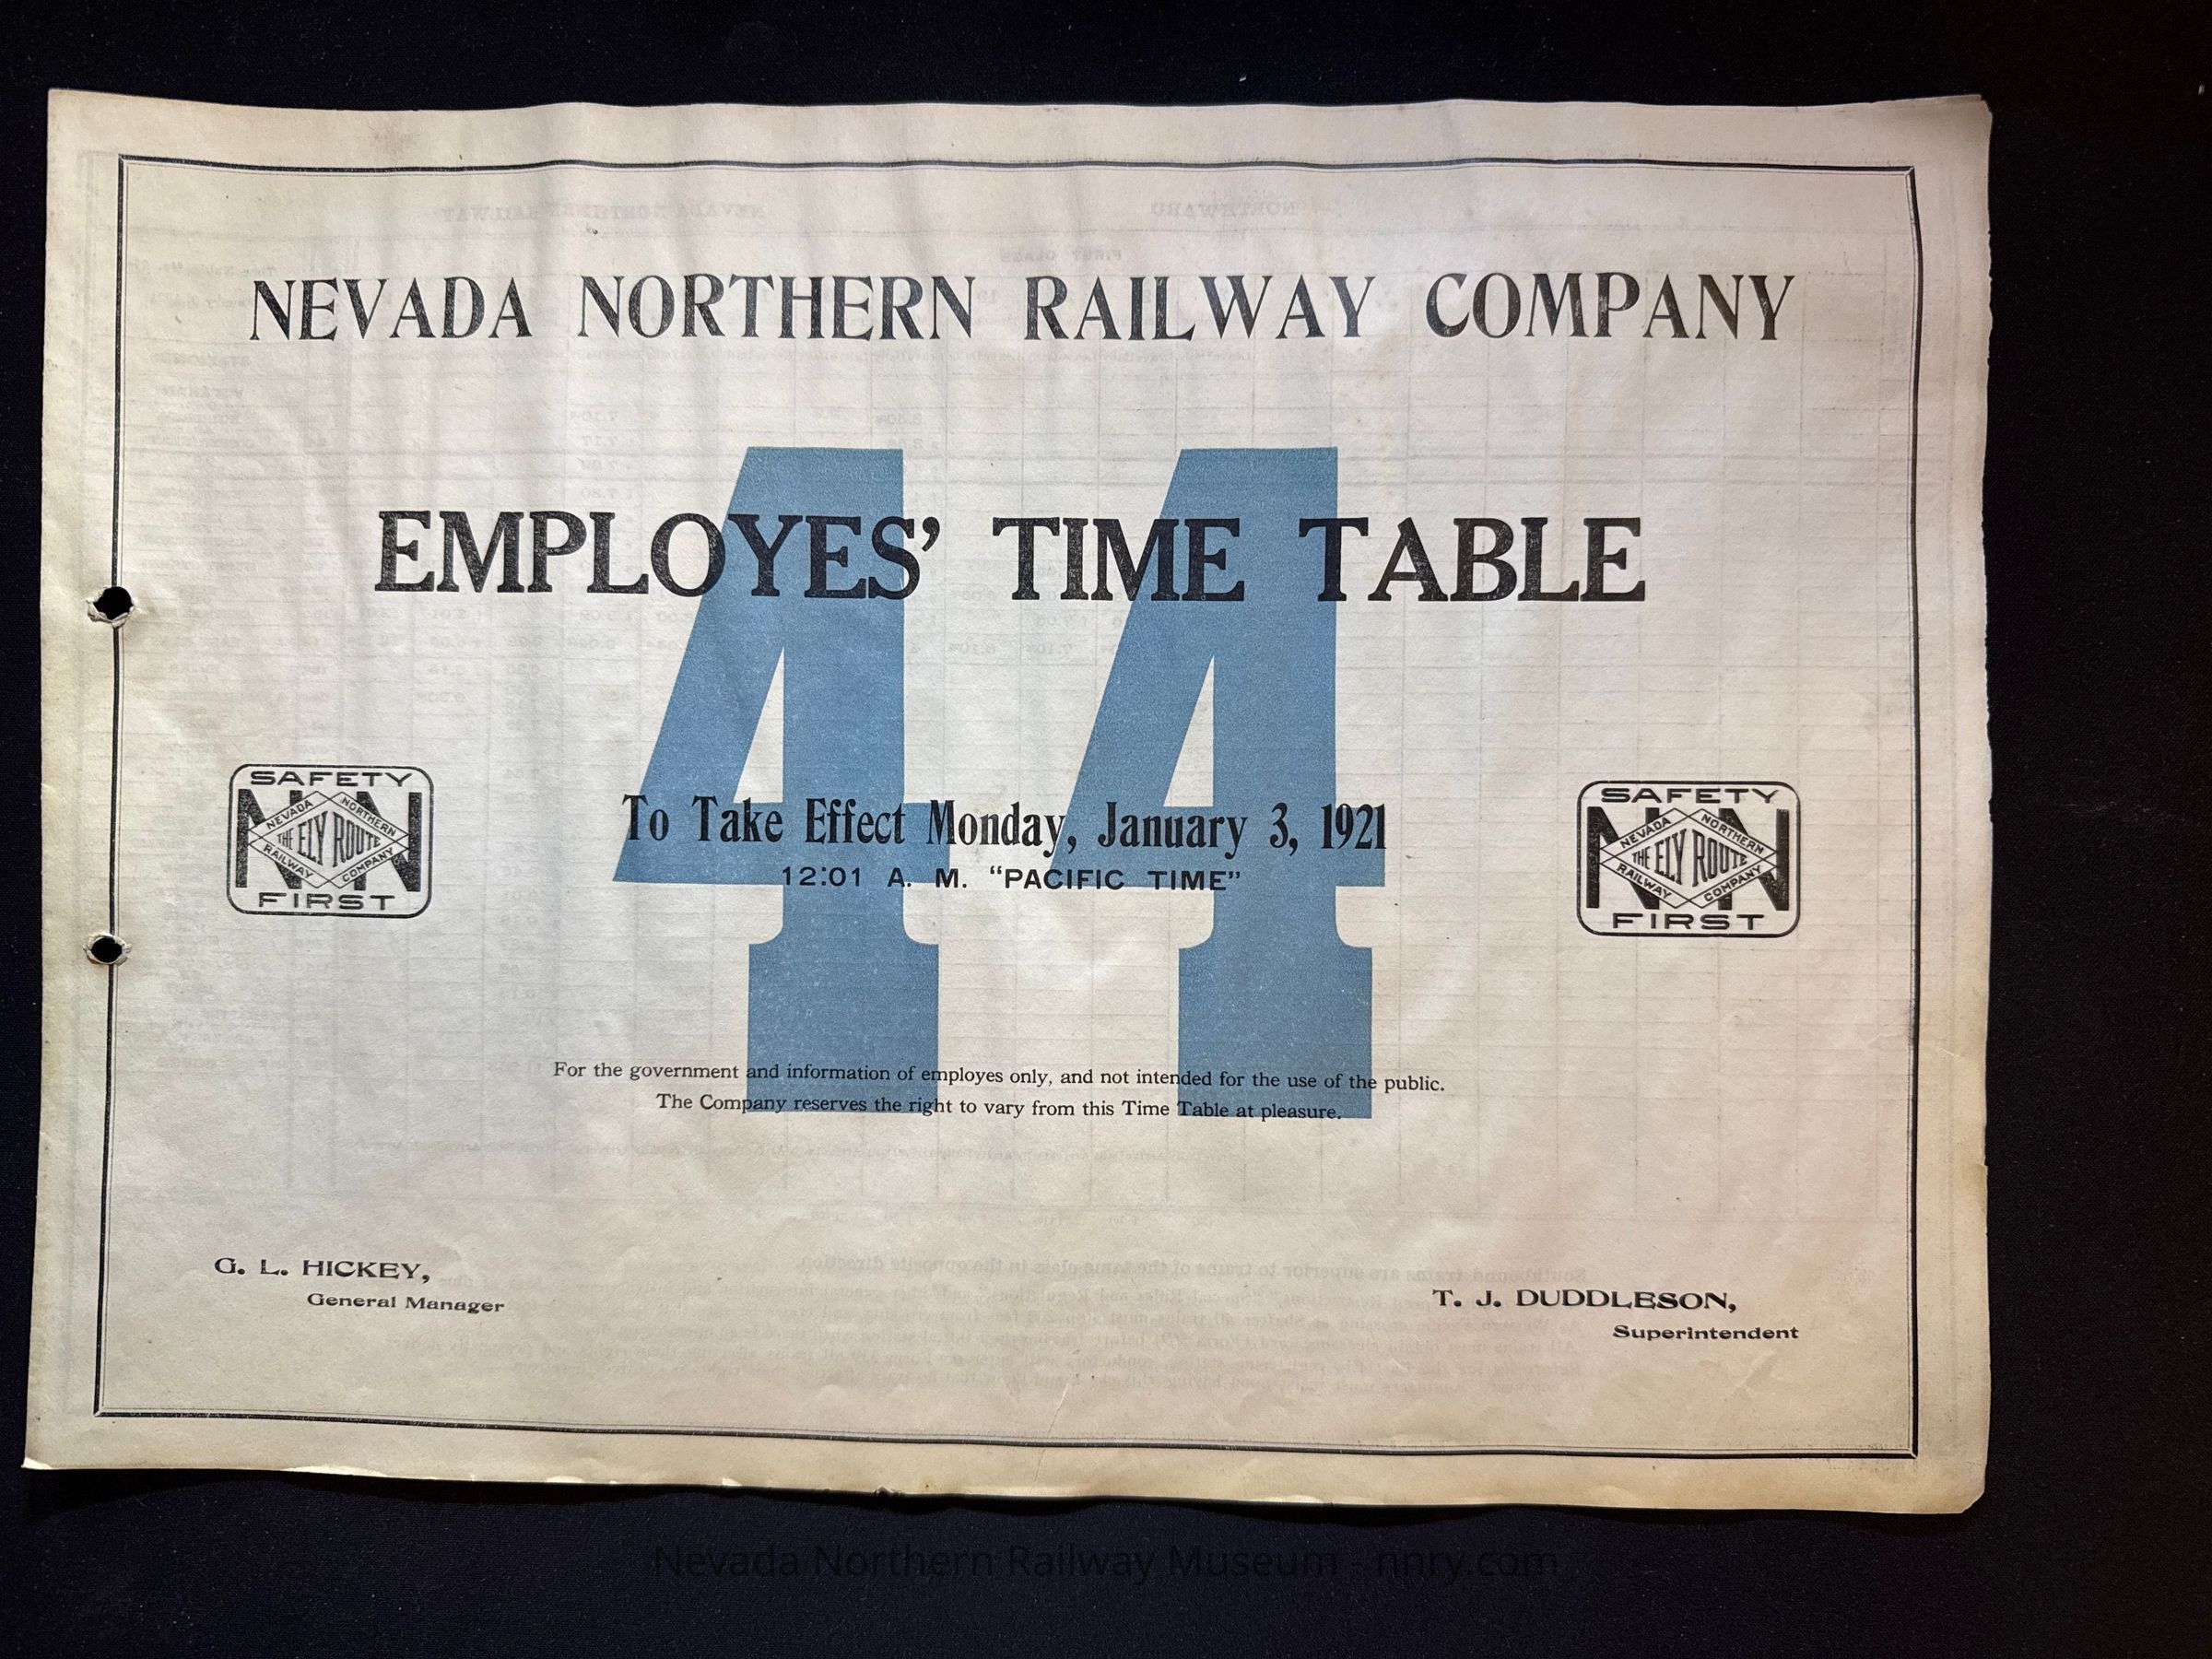 NEVADA NORTHERN RAILWAY COMPANY
44
EMPLOYES' TIME TABLE
To Take Effect Monday, January 3, 1921
12:01 A. M. "PACIFIC TIME"
SAFETY
NN
NEVADA NORTHERN
THE ELY ROUTE
RAILWAY COMPANY
FIRST
SAFETY
NN
NEVADA NORTHERN
THE ELY ROUTE
RAILWAY COMPANY
FIRST
For the government and information of employes only, and not intended for the use of the public.
The Company reserves the right to vary from this Time Table at pleasure.
G. L. HICKEY,
General Manager
T. J. DUDDLESON,
Superintendent
Nevada Northern Railway Museum - nnry.com